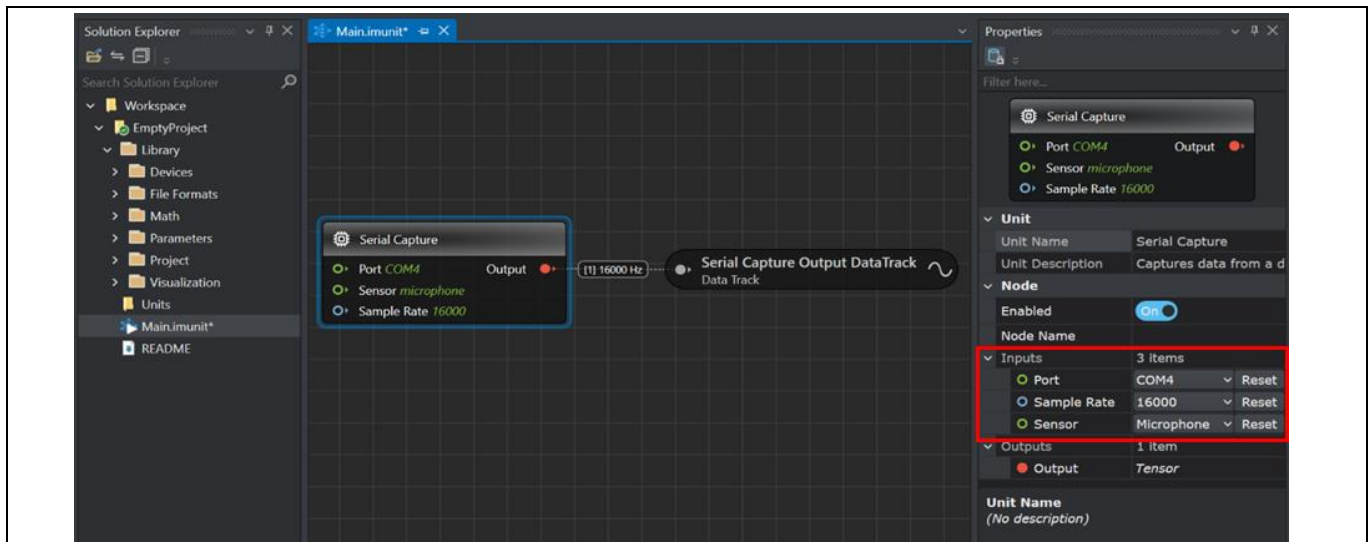 Solution Explorer
Search Solution Explorer
Workspace
EmptyProject
Library
Devices
File Formats
Math
Parameters
Project
Visualization
Units
Main.imunit*
README
Main.imunit*
Serial Capture
Port COM4 Output
Sensor microphone
Sample Rate 16000
[1] 16000 Hz
Serial Capture Output DataTrack
Data Track
Properties
Filter here...
Serial Capture
Port COM4 Output
Sensor microphone
Sample Rate 16000
Unit
Unit Name Serial Capture
Unit Description Captures data from a d
Node
Enabled On
Node Name
Inputs 3 items
Port COM4 Reset
Sample Rate 16000 Reset
Sensor Microphone Reset
Outputs 1 item
Output Tensor
Unit Name
(No description)